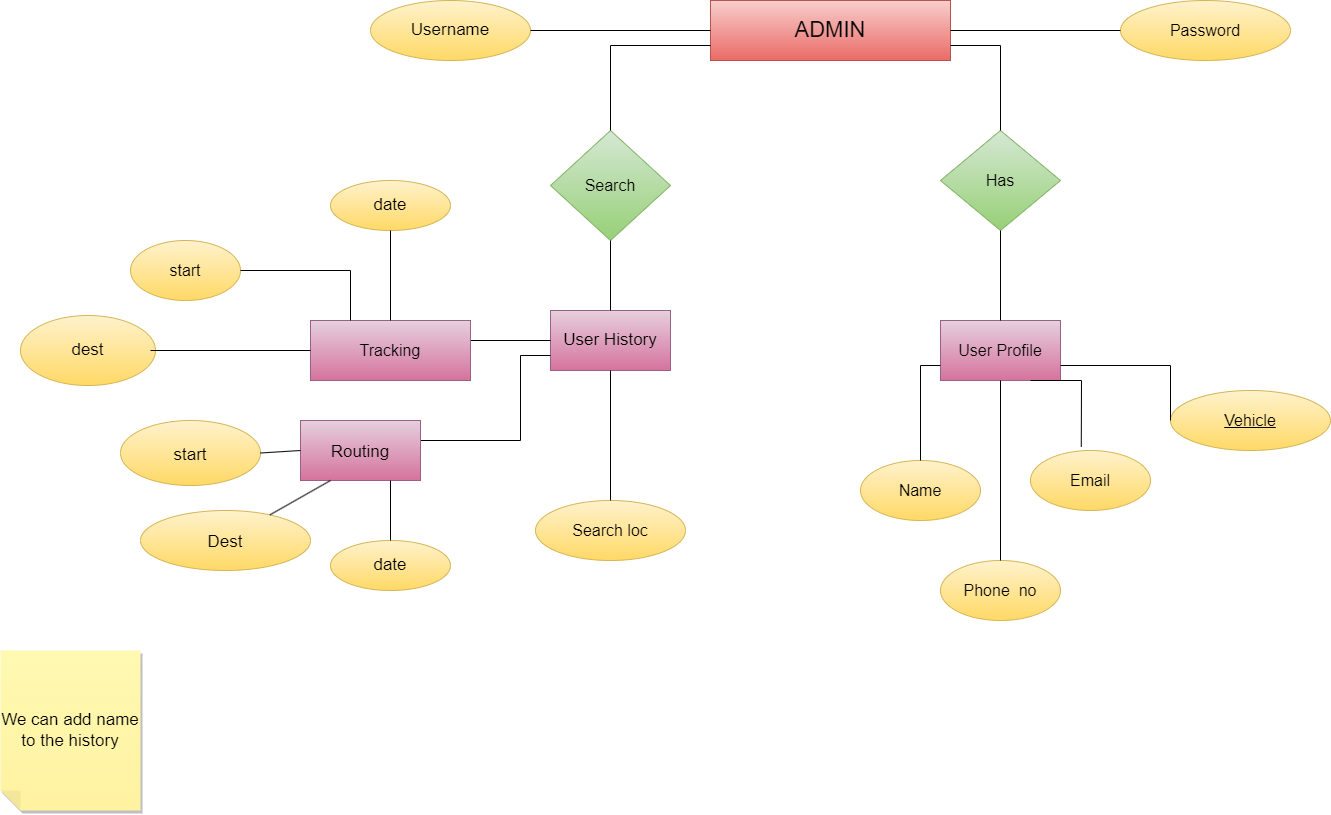 Username
ADMIN
Password
Search
Has
date
start
dest
Tracking
User History
User Profile
start
Routing
Vehicle
Name
Email
Dest
date
Search loc
Phone  no
We can add name
to the history